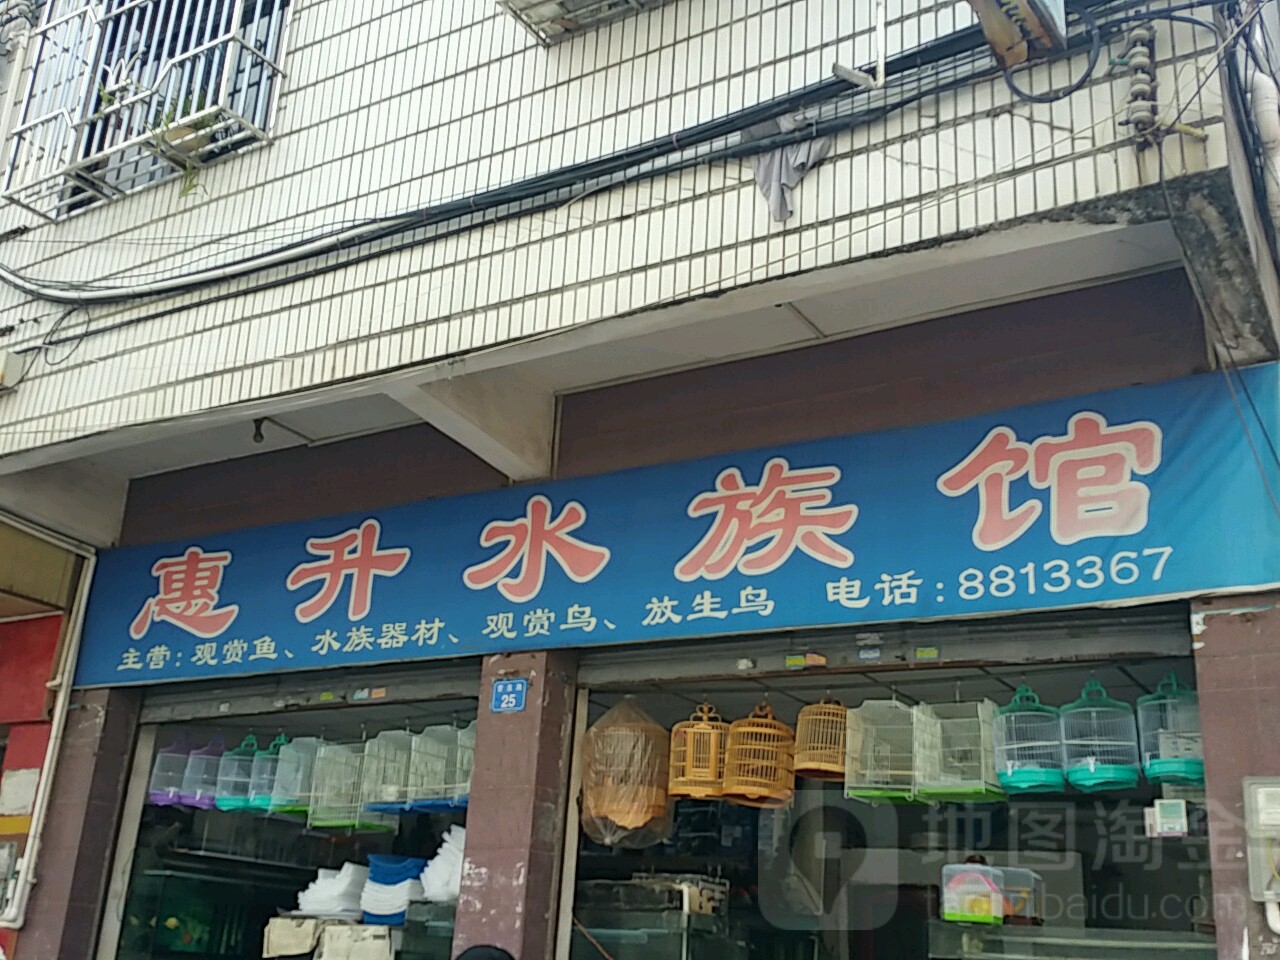 惠升水族馆
主营:观赏鱼、水族器材、观赏鸟、放生鸟 电话:8813367
25
地图淘金
taojin.baidu.com